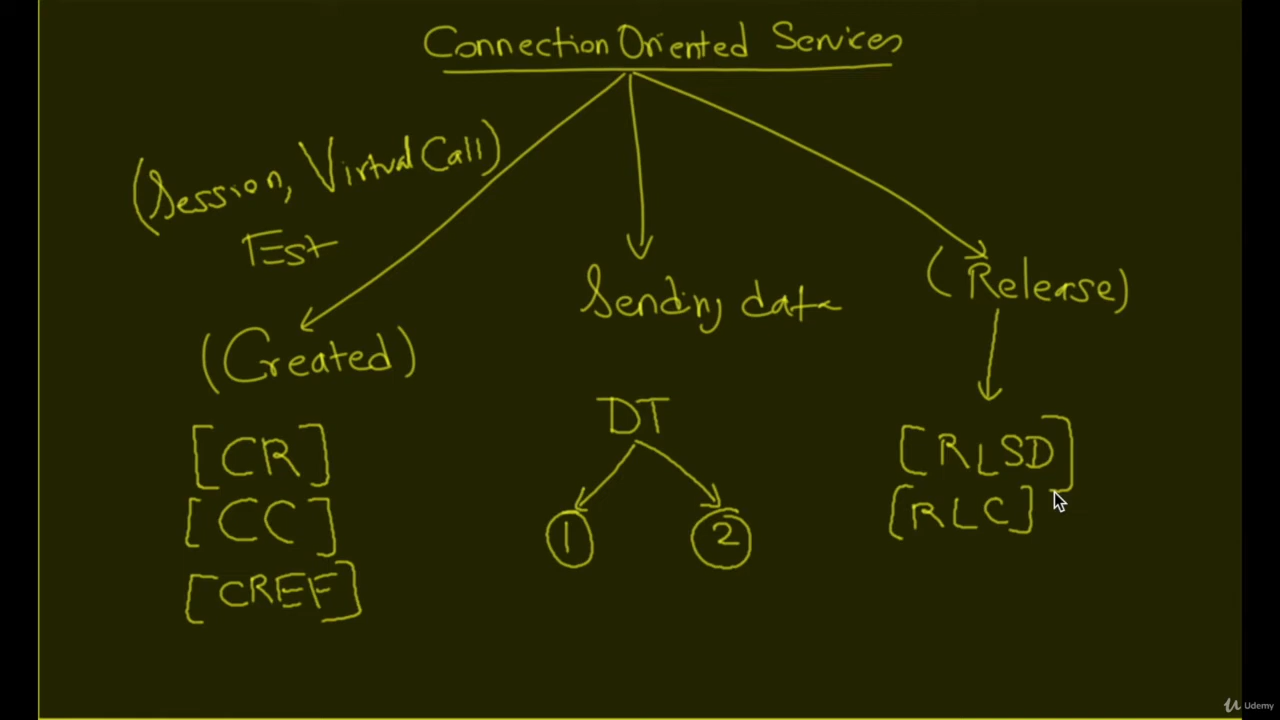 Connection Oriented Services
(Session, Virtual Call)
Est
(Created)
Sending data
(Release)
[CR]
[CC]
[CREF]
DT
1
2
[RLSD]
[RLC]
Udemy